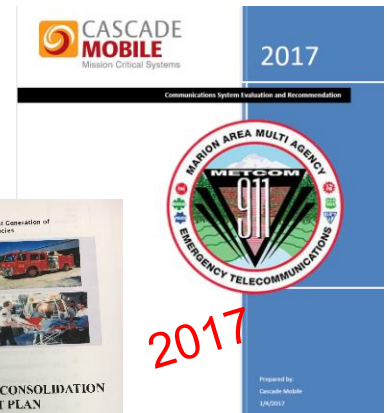 CASCADE
MOBILE
Mission Critical Systems
2017
Communications System Evaluation and Recommendation
MARION AREA MULTI AGENCY
METCOM
911
EMERGENCY TELECOMMUNICATIONS
Generation of
CONSOLIDATION
PLAN
2017
Prepared by:
Cascade Mobile
1/4/2017